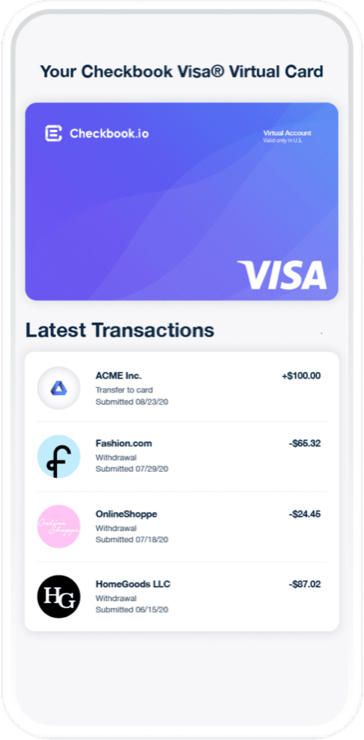 Your Checkbook Visa® Virtual Card
Checkbook.io
Virtual Account
Valid only in U.S.
VISA
Latest Transactions
ACME Inc.
+$100.00
Transfer to card
Submitted 08/23/20
f
Fashion.com
-$65.32
Withdrawal
Submitted 07/29/20
Online
Shoppe
OnlineShoppe
-$24.45
Withdrawal
Submitted 07/18/20
HG
HomeGoods LLC
-$87.02
Withdrawal
Submitted 06/15/20